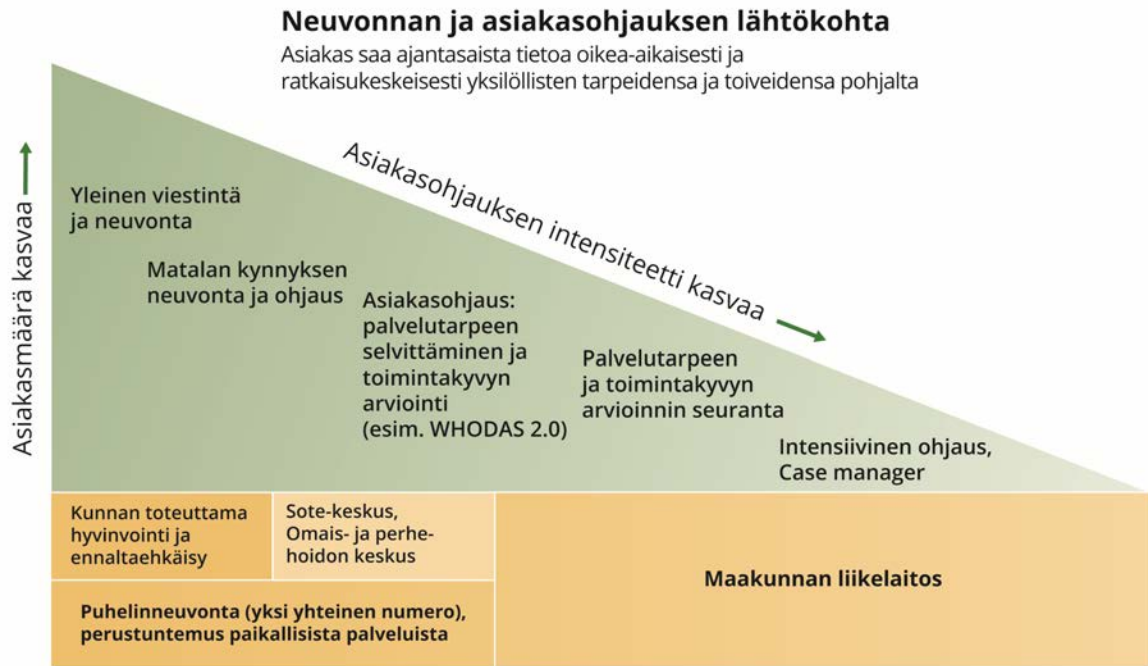 Neuvonnan ja asiakasohjauksen lähtökohta
Asiakas saa ajantasaista tietoa oikea-aikaisesti ja
ratkaisukeskeisesti yksilöllisten tarpeidensa ja toiveidensa pohjalta
Asiakasmäärä kasvaa
Asiakasohjauksen intensiteetti kasvaa
Yleinen viestintä
ja neuvonta
Matalan kynnyksen
neuvonta ja ohjaus
Asiakasohjaus:
palvelutarpeen
selvittäminen ja
toimintakyvyn
arviointi
(esim. WHODAS 2.0)
Palvelutarpeen
ja toimintakyvyn
arvioinnin seuranta
Intensiivinen ohjaus,
Case manager
Kunnan toteuttama
hyvinvointi ja
ennaltaehkäisy
Sote-keskus,
Omais- ja perhe-
hoidon keskus
Puhelinneuvonta (yksi yhteinen numero),
perustuntemus paikallisista palveluista
Maakunnan liikelaitos